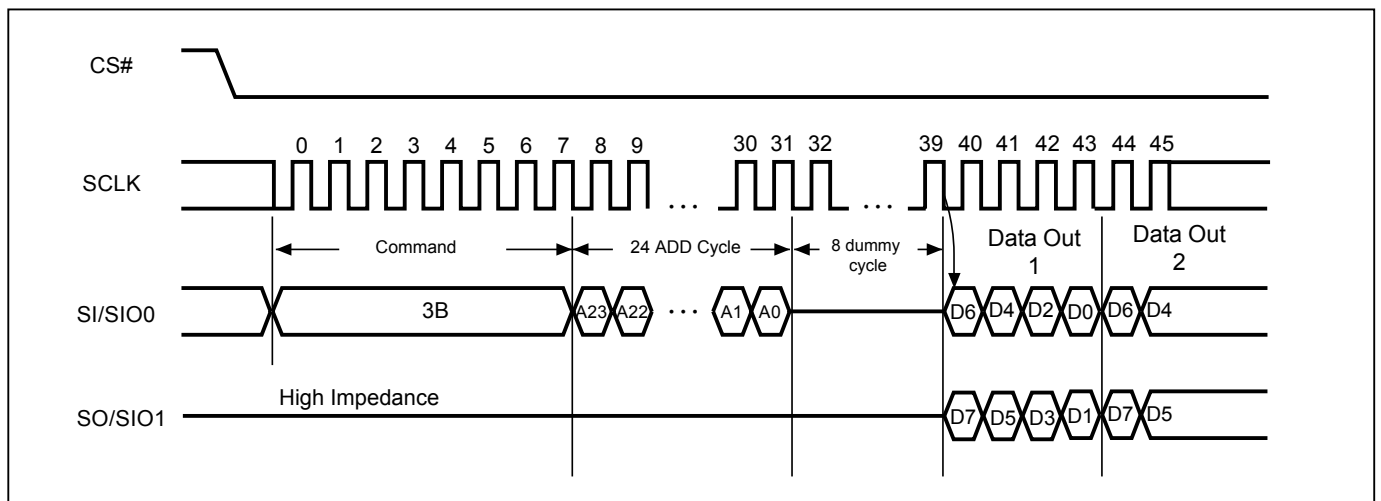 CS#
0 1 2 3 4 5 6 7 8 9 30 31 32 39 40 41 42 43 44 45
SCLK
... ...
Command 24 ADD Cycle 8 dummy cycle Data Out 1 Data Out 2
SI/SIO0 3B A23 A22 ... A1 A0 D6 D4 D2 D0 D6 D4
High Impedance
SO/SIO1 D7 D5 D3 D1 D7 D5